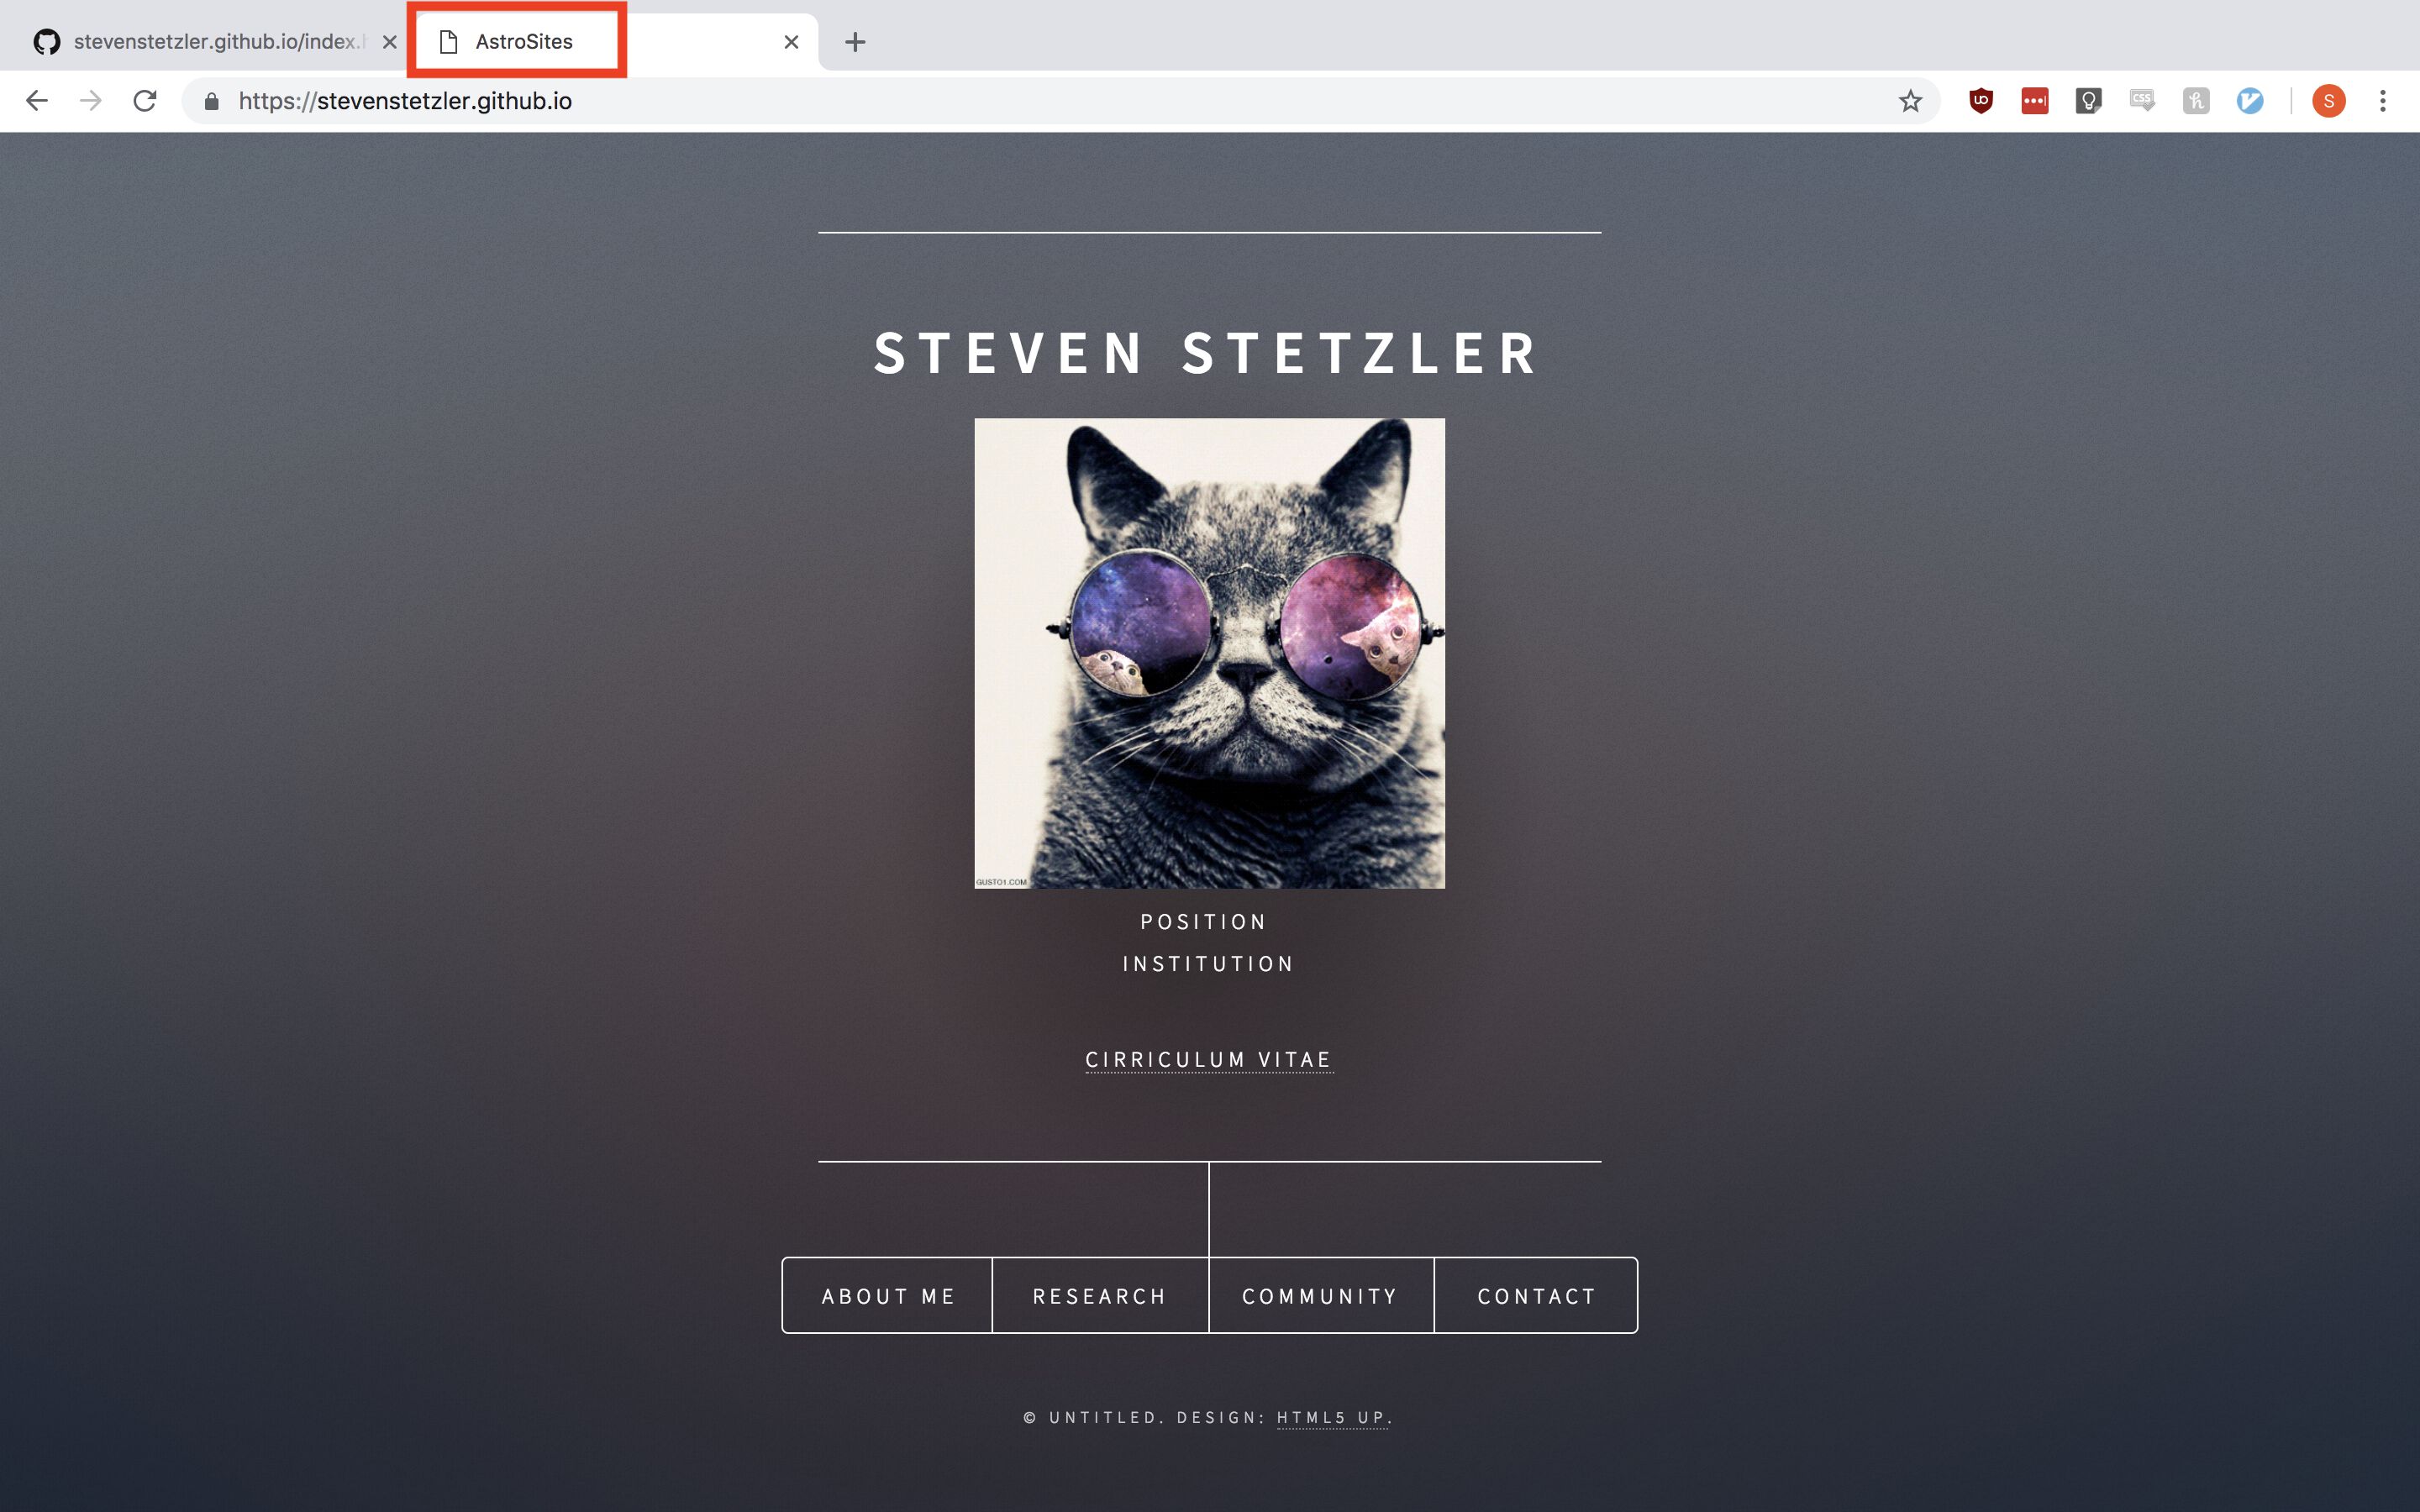 stevenstetzler.github.io/index.h
AstroSites
https://stevenstetzler.github.io
CSS
S
STEVEN STETZLER
GUSTO1.COM
POSITION
INSTITUTION
CIRRICULUM VITAE
ABOUT ME
RESEARCH
COMMUNITY
CONTACT
© UNTITLED. DESIGN: HTML5 UP.